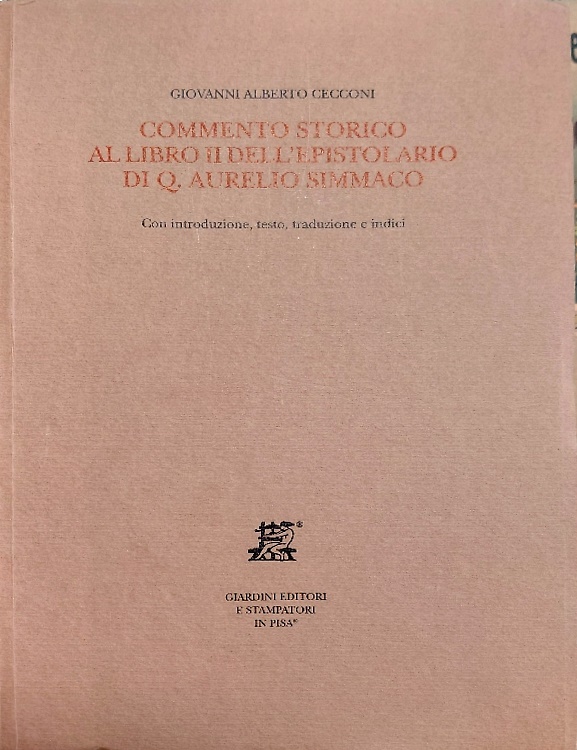 GIOVANNI ALBERTO CECCONI
COMMENTO STORICO
AL LIBRO II DELL'EPISTOLARIO
DI Q. AURELIO SIMMACO
Con introduzione, testo, traduzione e indici
®
GIARDINI EDITORI
E STAMPATORI
IN PISA®